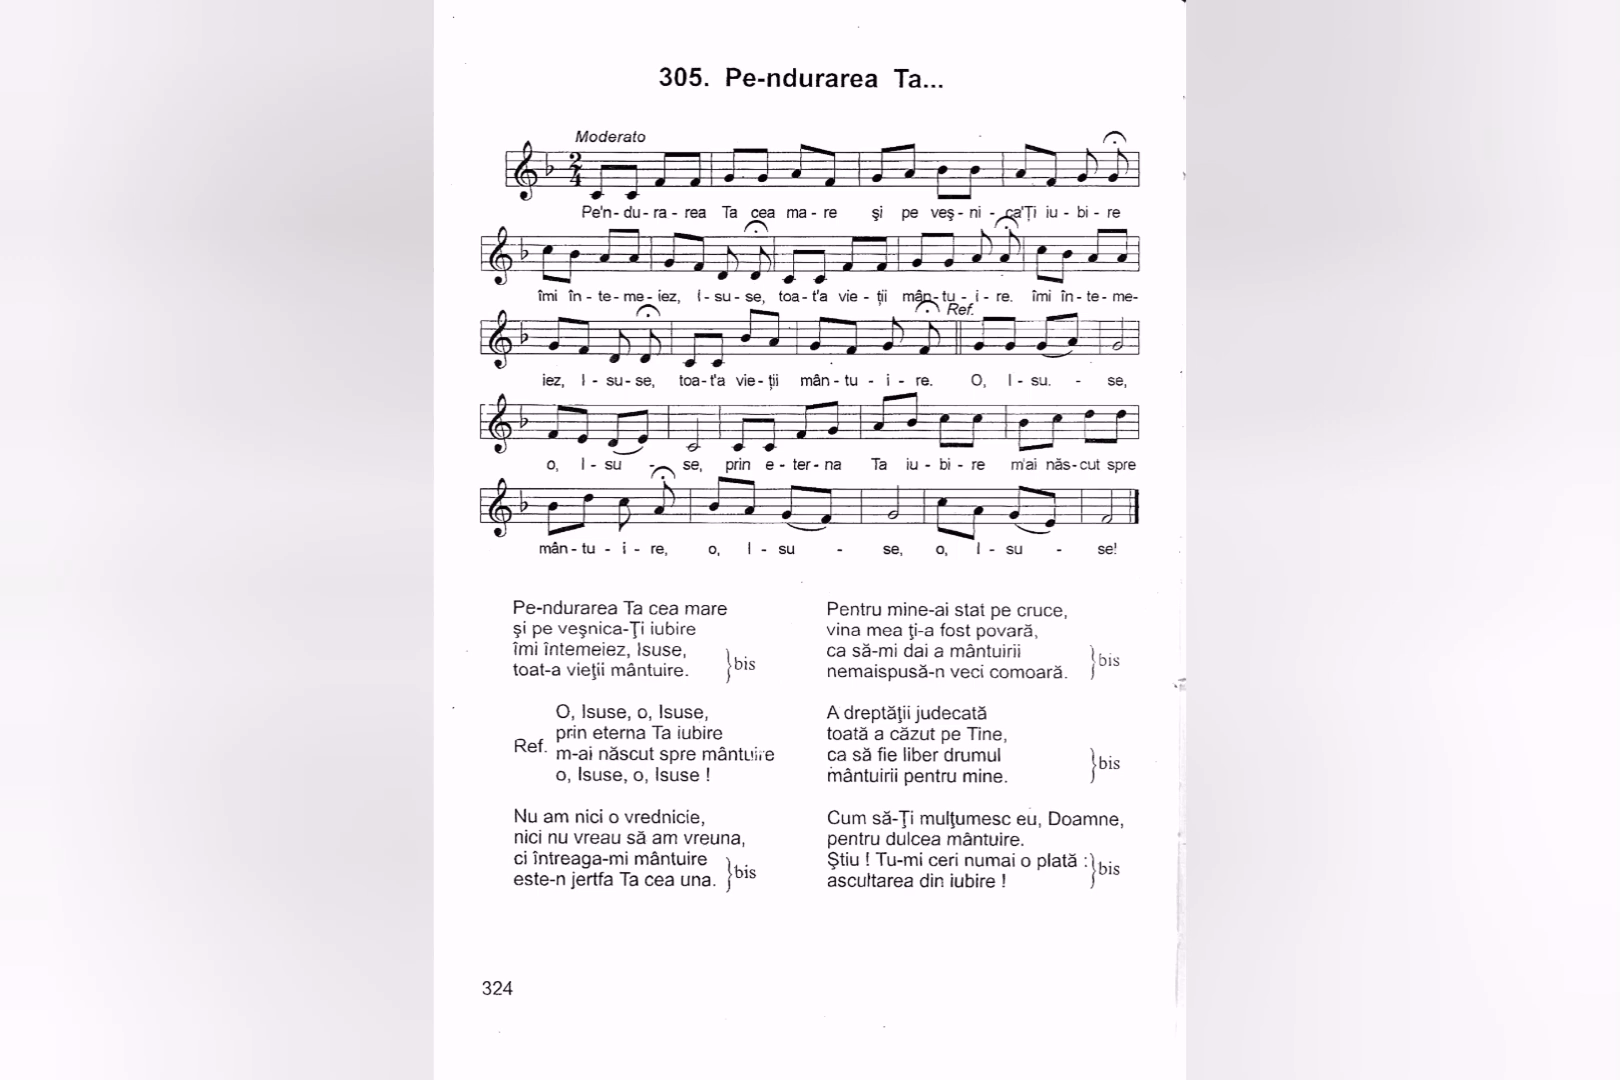 305. Pe-ndurarea Ta...
Moderato
Pe'n- du- ra - rea Ta cea ma - re şi pe veş - ni - ca'Ţi iu - bi - re
îmi în - te - me - iez, I - su - se, toa - t'a vie - ţii mân - tu - i - re. îmi în - te - me-
Ref.
iez, I - su - se, toa - t'a vie - ţii mân - tu - i - re. O, I - su. - se,
o, I - su - se, prin e - ter - na Ta iu - bi - re m'ai năs - cut spre
mân - tu - i - re, o, I - su - se, o, I - su - se!
Pe-ndurarea Ta cea mare
şi pe veşnica-Ţi iubire
îmi întemeiez, Isuse,
toat-a vieţii mântuire.
bis
O, Isuse, o, Isuse,
prin eterna Ta iubire
Ref. m-ai născut spre mântuire
o, Isuse, o, Isuse !
Nu am nici o vrednicie,
nici nu vreau să am vreuna,
ci întreaga-mi mântuire
este-n jertfa Ta cea una.
bis
Pentru mine-ai stat pe cruce,
vina mea ţi-a fost povară,
ca să-mi dai a mântuirii
nemaispusă-n veci comoară.
bis
A dreptăţii judecată
toată a căzut pe Tine,
ca să fie liber drumul
mântuirii pentru mine.
bis
Cum să-Ţi mulţumesc eu, Doamne,
pentru dulcea mântuire.
Ştiu ! Tu-mi ceri numai o plată :
ascultarea din iubire !
bis
324